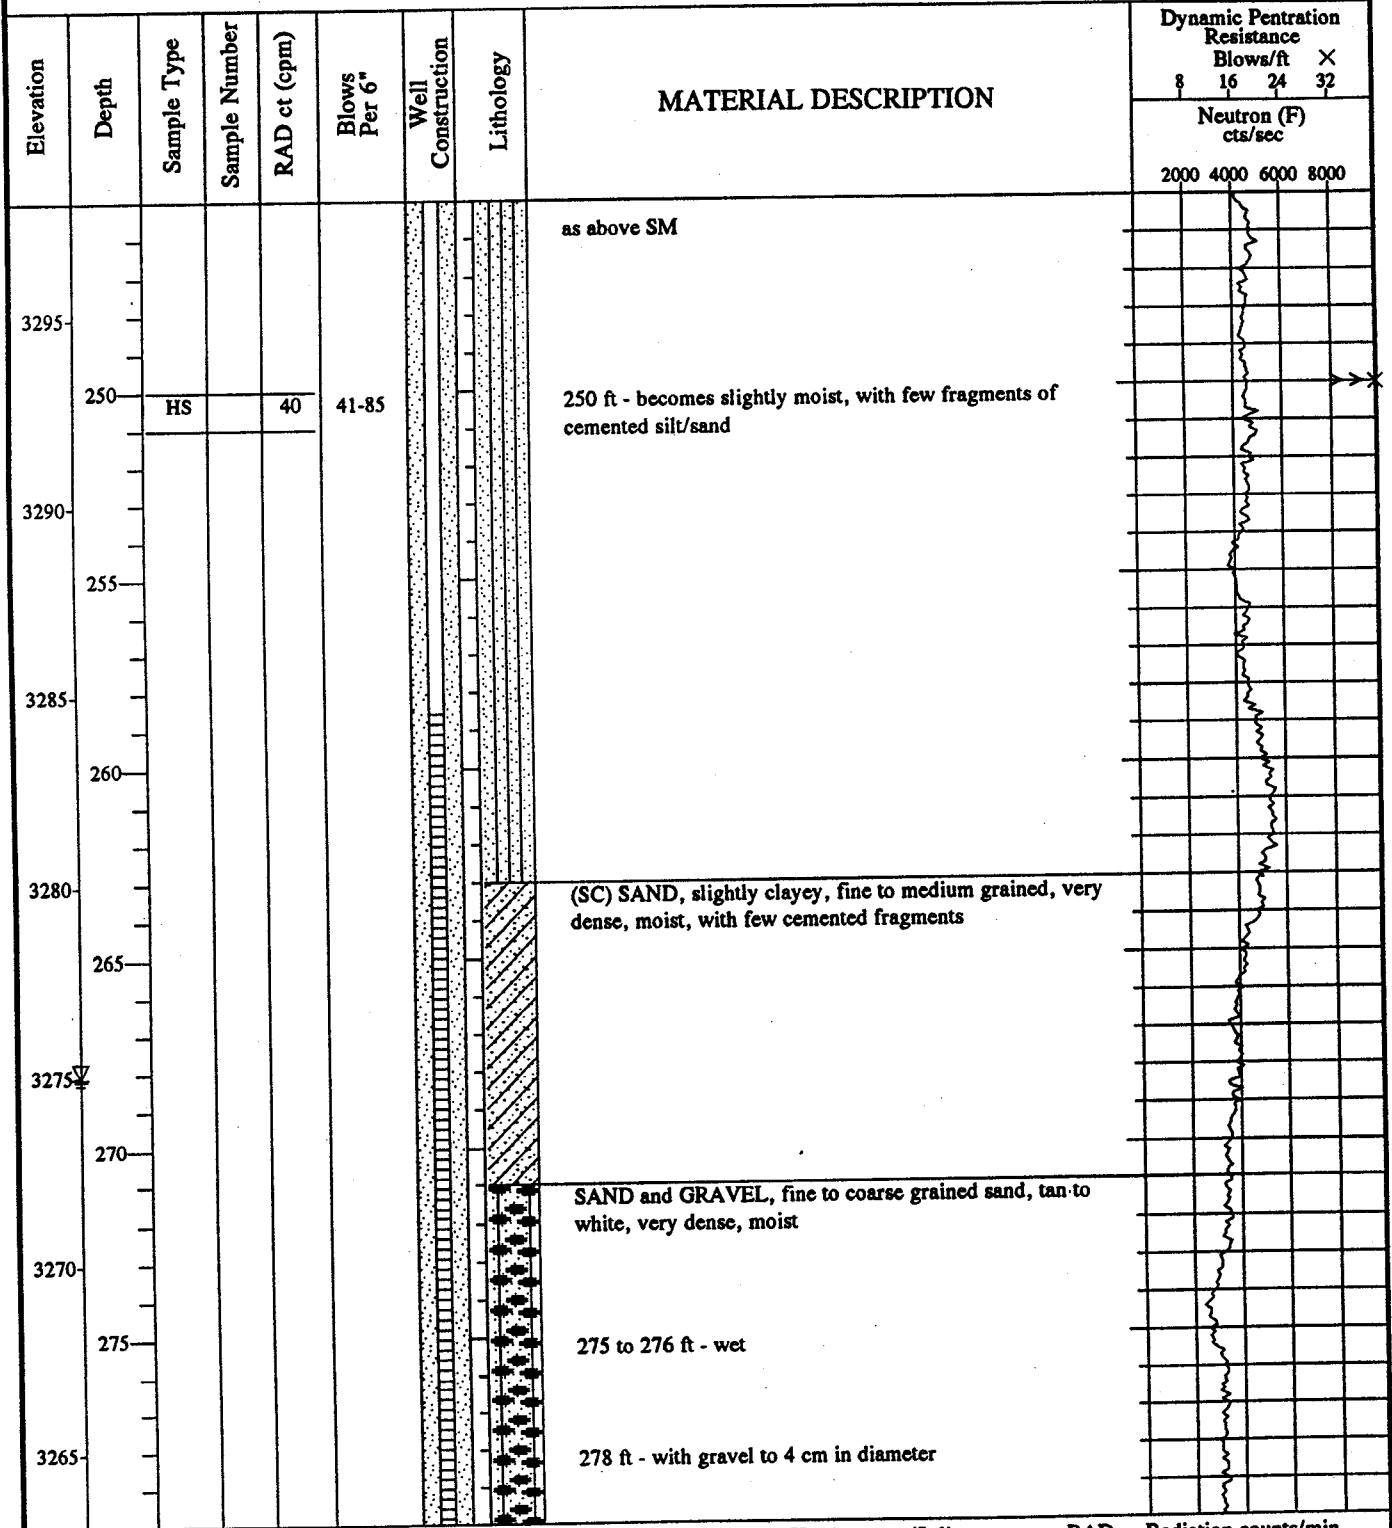 Elevation
Depth
Sample Type
Sample Number
RAD ct (cpm)
Blows
Per 6"
Well
Construction
Lithology
MATERIAL DESCRIPTION
Dynamic Pentration
Resistance
Blows/ft X
8 16 24 32
Neutron (F)
cts/sec
2000 4000 6000 8000
as above SM
3295
250 HS 40 41-85 250 ft - becomes slightly moist, with few fragments of
cemented silt/sand
3290
255
3285
260
3280
(SC) SAND, slightly clayey, fine to medium grained, very
dense, moist, with few cemented fragments
265
3275
270
SAND and GRAVEL, fine to coarse grained sand, tan to
white, very dense, moist
3270
275 275 to 276 ft - wet
3265 278 ft - with gravel to 4 cm in diameter